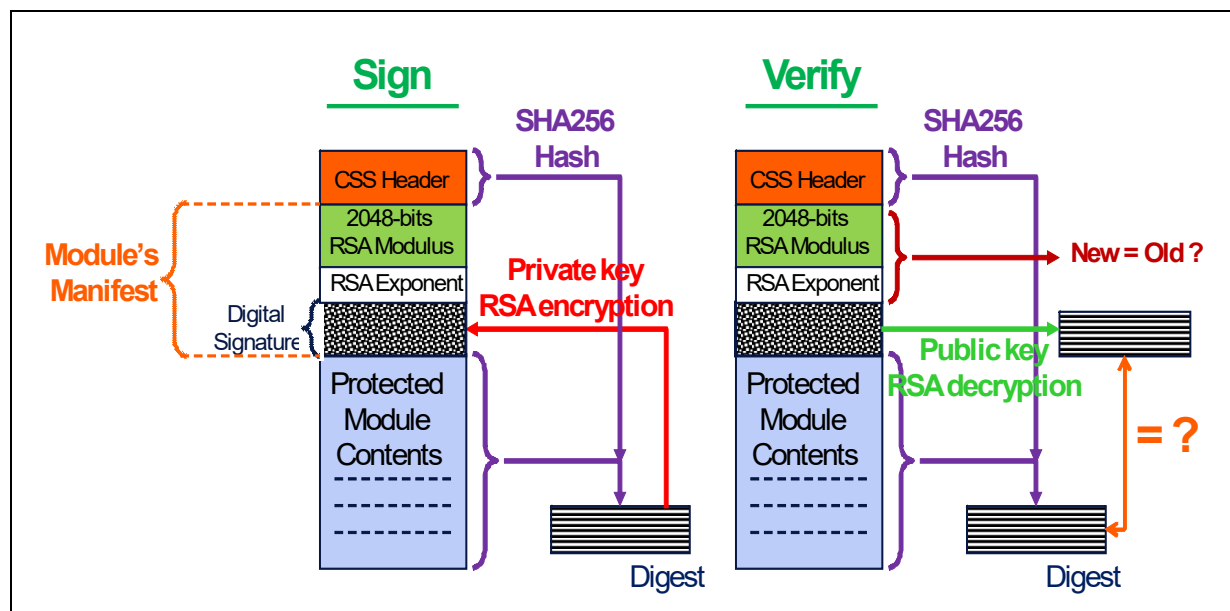 Sign
SHA256
Hash
CSS Header
2048-bits
RSA Modulus
RSA Exponent
Module's
Manifest
Digital
Signature
Private key
RSA encryption
Protected
Module
Contents
Digest
Verify
SHA256
Hash
CSS Header
2048-bits
RSA Modulus
RSA Exponent
New = Old ?
Public key
RSA decryption
Protected
Module
Contents
= ?
Digest